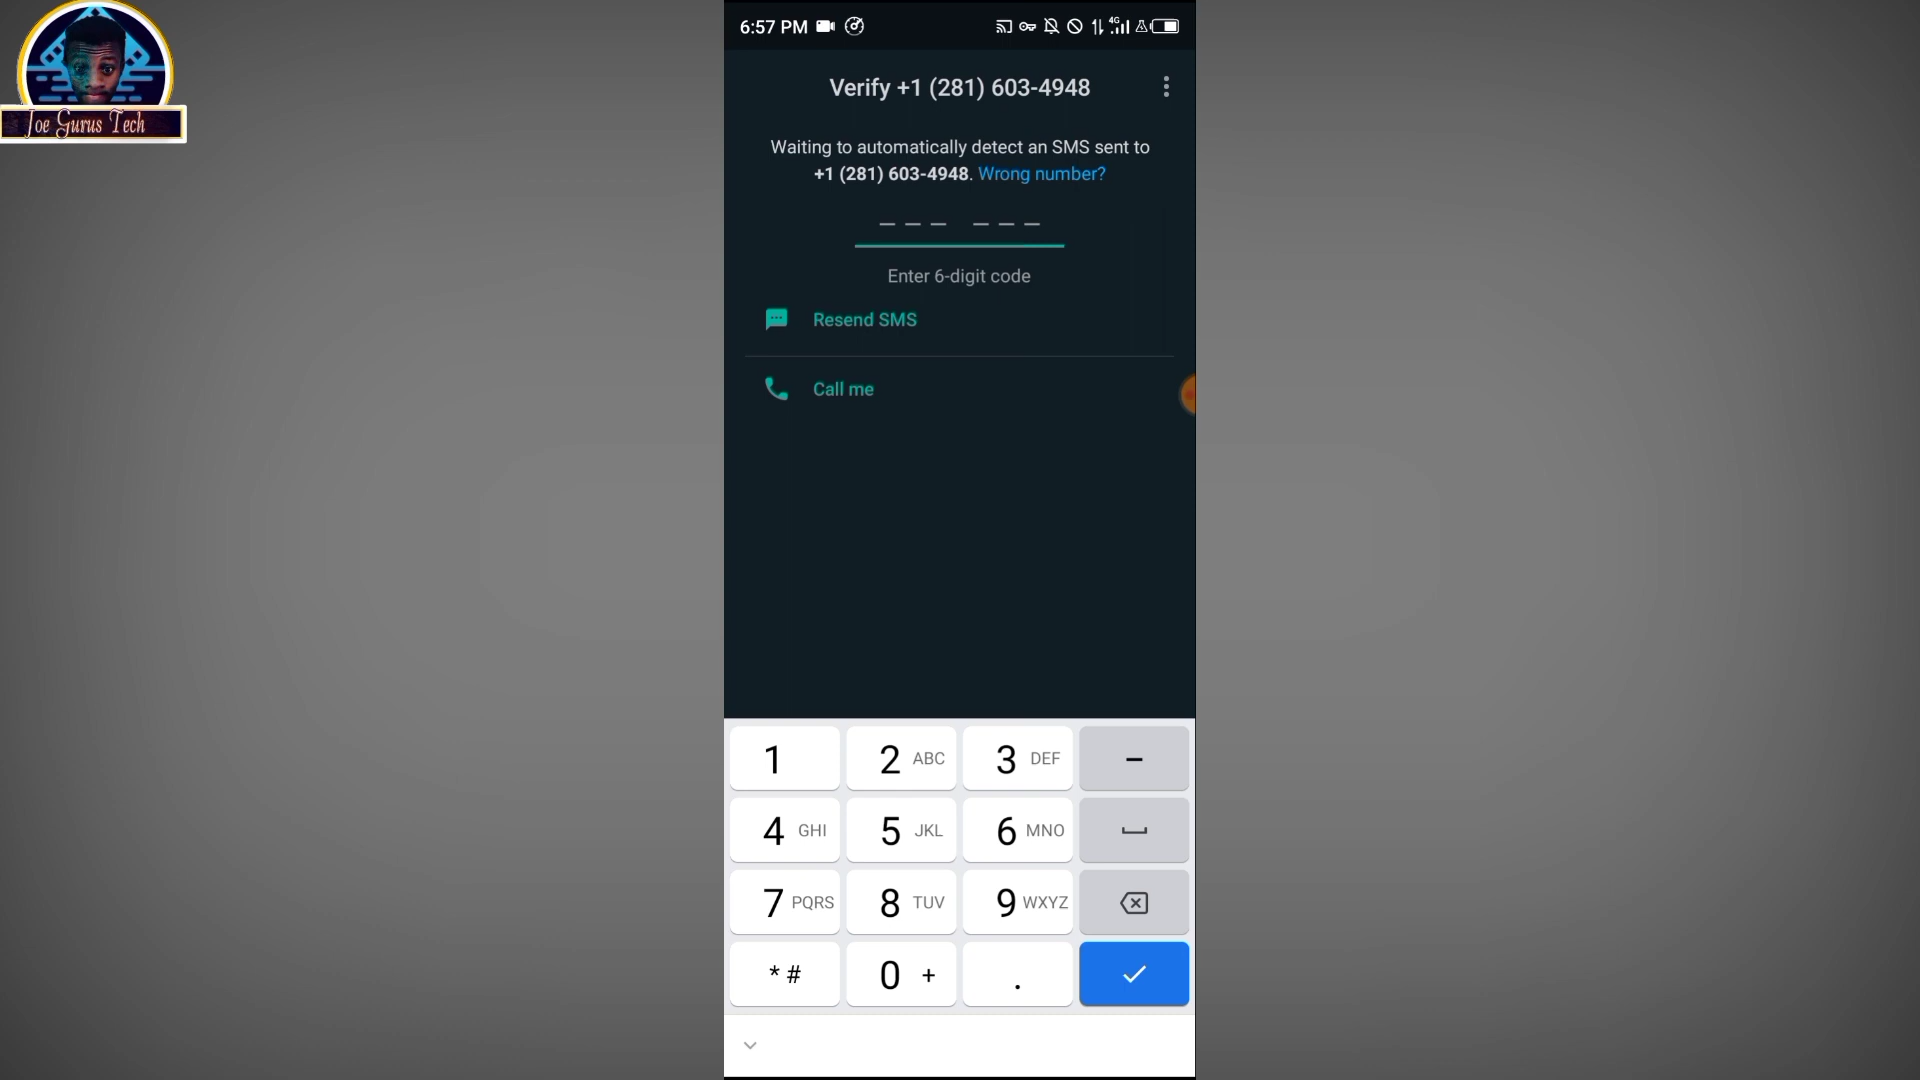 Joe Gurus Tech
6:57 PM
4G
Verify +1 (281) 603-4948
Waiting to automatically detect an SMS sent to
+1 (281) 603-4948. Wrong number?
Enter 6-digit code
Resend SMS
Call me
1 2 ABC 3 DEF –
4 GHI 5 JKL 6 MNO
7 PQRS 8 TUV 9 WXYZ
* # 0 + .